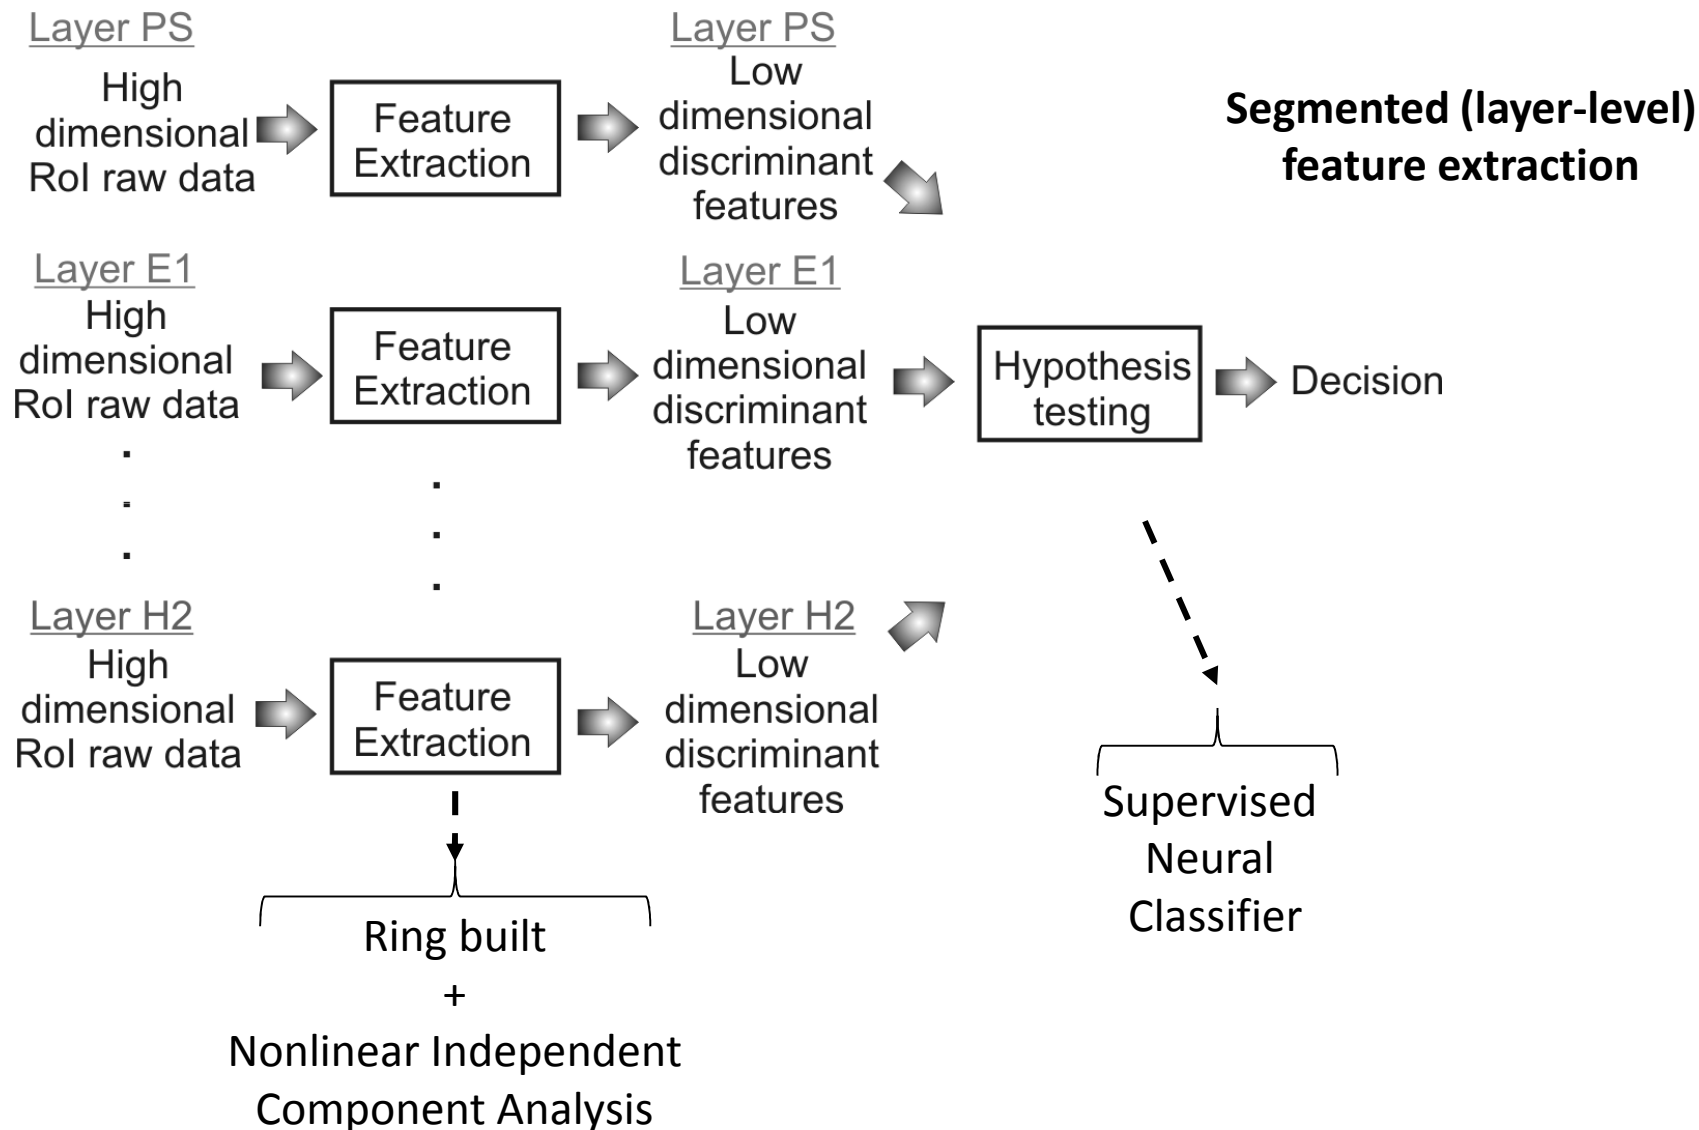 Layer PS
High
dimensional
RoI raw data
Feature
Extraction
Layer PS
Low
dimensional
discriminant
features
Segmented (layer-level)
feature extraction
Layer E1
High
dimensional
RoI raw data
Feature
Extraction
Layer E1
Low
dimensional
discriminant
features
Hypothesis
testing
Decision
Layer H2
High
dimensional
RoI raw data
Feature
Extraction
Layer H2
Low
dimensional
discriminant
features
Ring built
+
Nonlinear Independent
Component Analysis
Supervised
Neural
Classifier